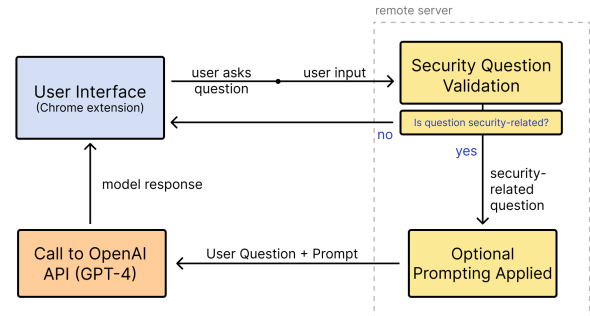 remote server
User Interface
(Chrome extension)
user asks
question
user input
Security Question
Validation
Is question security-related?
no
yes
security-
related
question
model response
Call to OpenAI
API (GPT-4)
User Question + Prompt
Optional
Prompting Applied